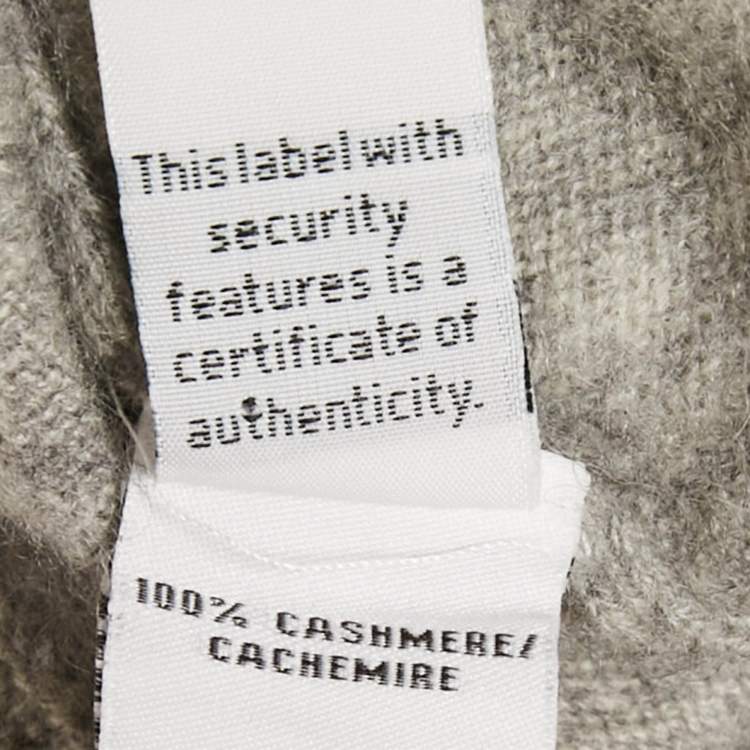 This label with
security
features is a
certificate of
authenticity.
100% CASHMERE/
CACHEMIRE